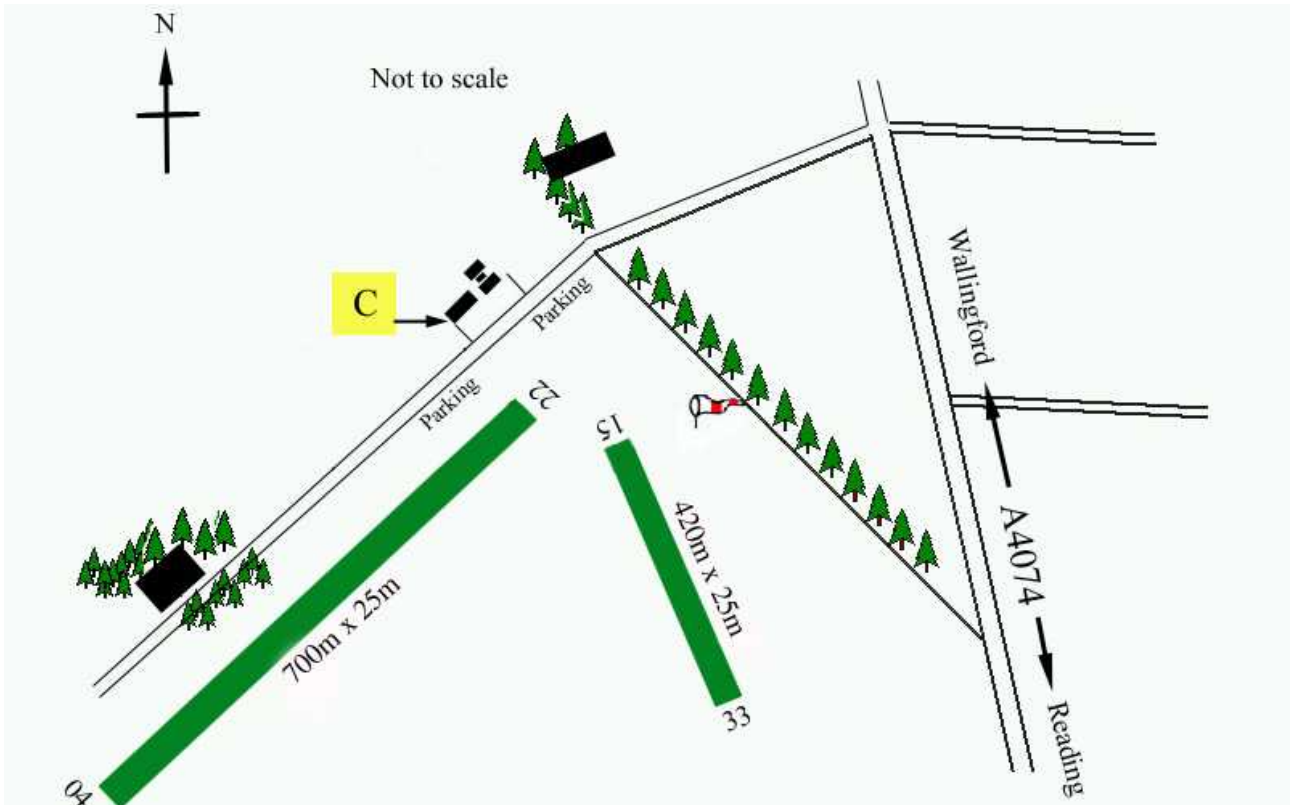 N
Not to scale
Wallingford
C
Parking
Parking
22
15
420m x 25m
A4074
700m x 25m
33
Reading
04